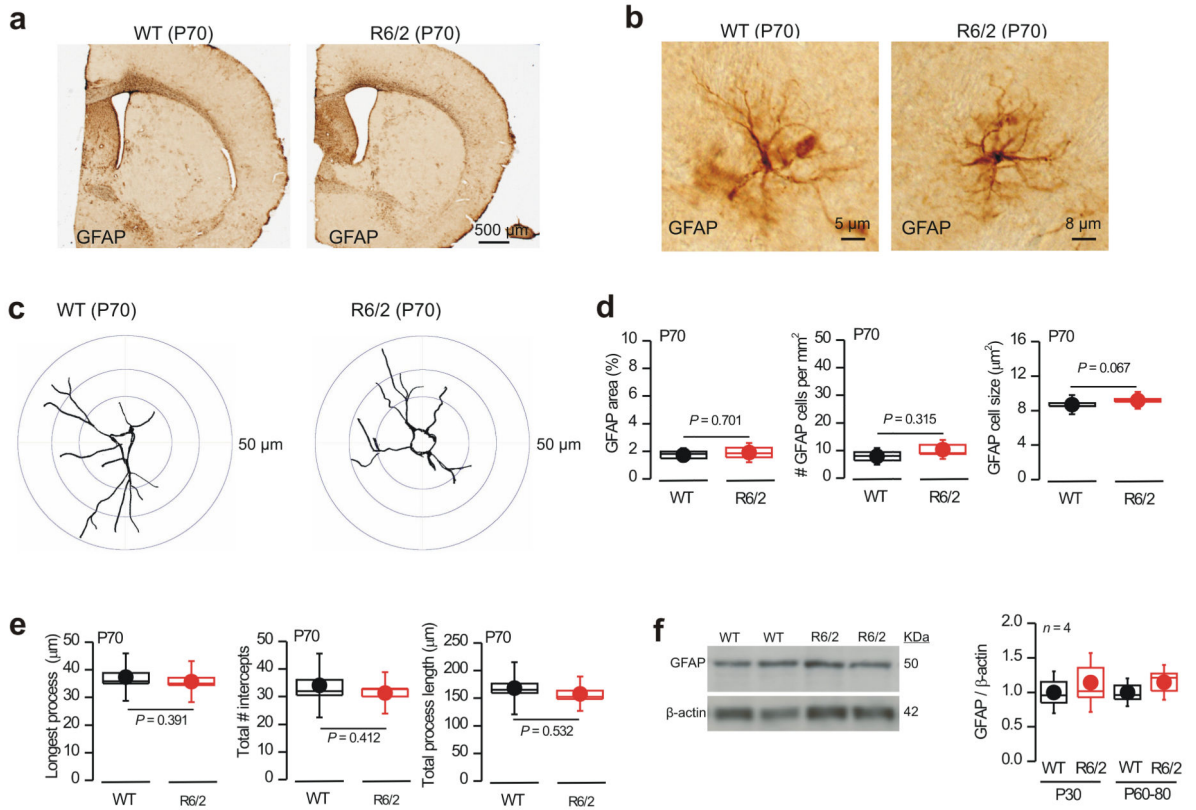 a
WT (P70)
R6/2 (P70)
GFAP
GFAP
500 µm
b
WT (P70)
R6/2 (P70)
GFAP
5 µm
GFAP
8 µm
c
WT (P70)
R6/2 (P70)
50 µm
50 µm
d
P70
GFAP area (%)
10
8
6
4
2
0
P = 0.701
WT
R6/2
P70
# GFAP cells per mm²
50
40
30
20
10
0
P = 0.315
WT
R6/2
P70
GFAP cell size (µm²)
16
12
8
4
0
P = 0.067
WT
R6/2
e
P70
Longest process (µm)
50
40
30
20
10
0
P = 0.391
WT
R6/2
P70
Total # intercepts
50
40
30
20
10
0
P = 0.412
WT
R6/2
P70
Total process length (µm)
250
200
150
100
50
0
P = 0.532
WT
R6/2
f
WT WT R6/2 R6/2 KDa
GFAP 50
β-actin 42
GFAP / β-actin
2.0
1.5
1.0
0.5
0.0
n = 4
WT R6/2 WT R6/2
P30 P60-80